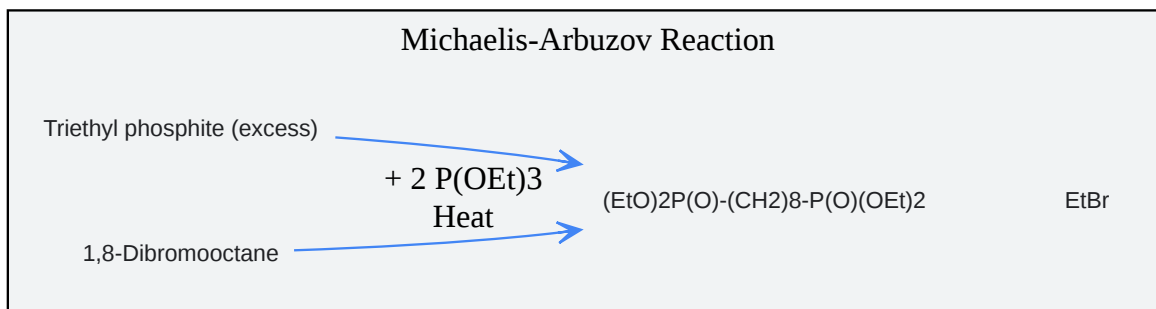 Michaelis-Arbuzov Reaction
Triethyl phosphite (excess)
+ 2 P(OEt)3
Heat
(EtO)2P(O)-(CH2)8-P(O)(OEt)2
EtBr
1,8-Dibromooctane